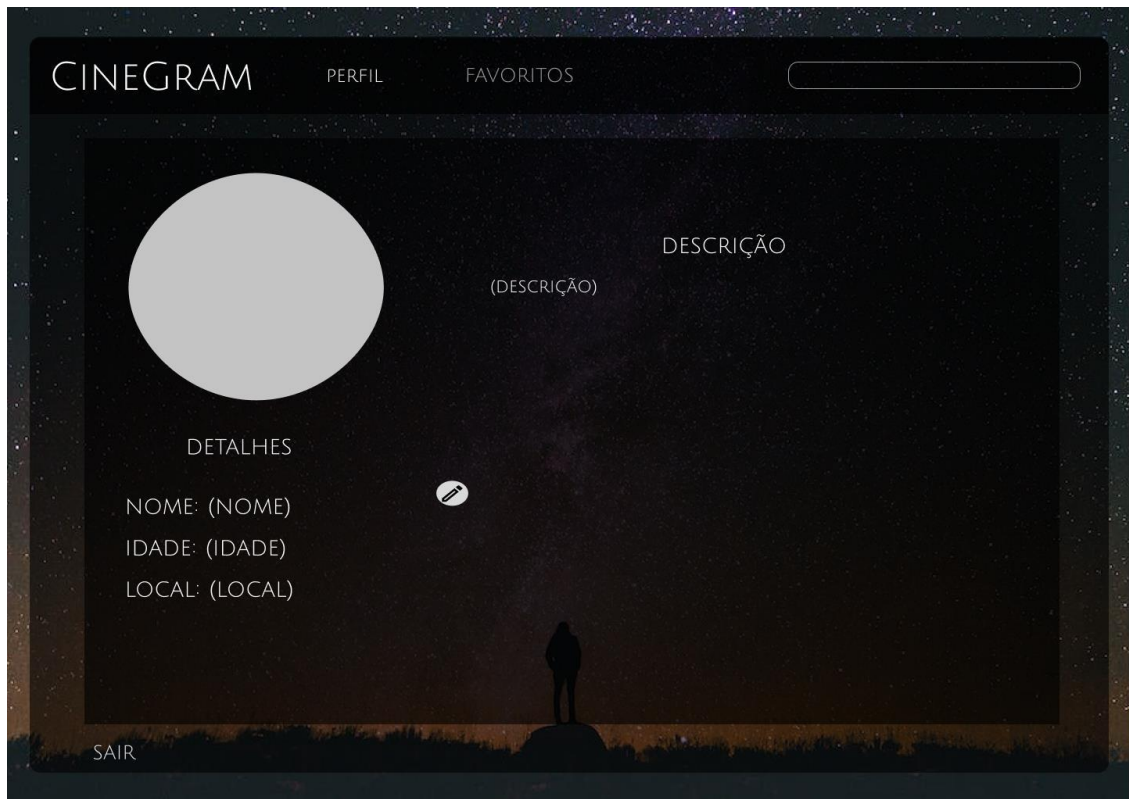 CINEGRAM
PERFIL
FAVORITOS
DESCRIÇÃO
(DESCRIÇÃO)
DETALHES
NOME: (NOME)
IDADE: (IDADE)
LOCAL: (LOCAL)
SAIR